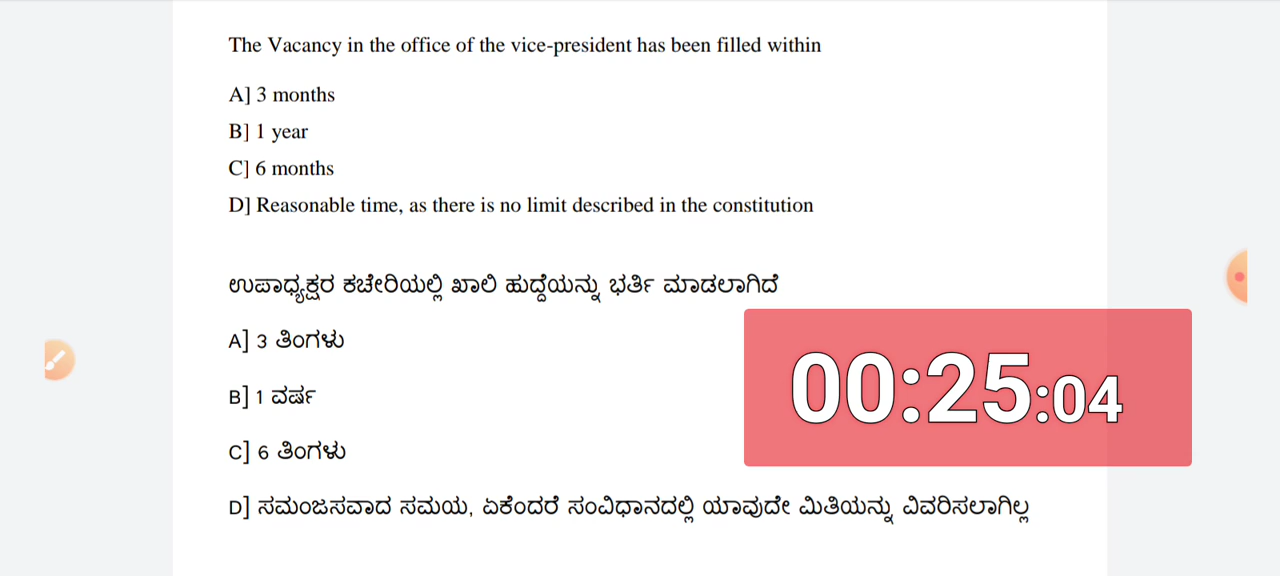 The Vacancy in the office of the vice-president has been filled within
A] 3 months
B] 1 year
C] 6 months
D] Reasonable time, as there is no limit described in the constitution
ಉಪಾಧ್ಯಕ್ಷರ ಕಚೇರಿಯಲ್ಲಿ ಖಾಲಿ ಹುದ್ದೆಯನ್ನು ಭರ್ತಿ ಮಾಡಲಾಗಿದೆ
A] 3 ತಿಂಗಳು
B] 1 ವರ್ಷ
C] 6 ತಿಂಗಳು
D] ಸಮಂಜಸವಾದ ಸಮಯ, ಏಕೆಂದರೆ ಸಂವಿಧಾನದಲ್ಲಿ ಯಾವುದೇ ಮಿತಿಯನ್ನು ವಿವರಿಸಲಾಗಿಲ್ಲ
00:25:04